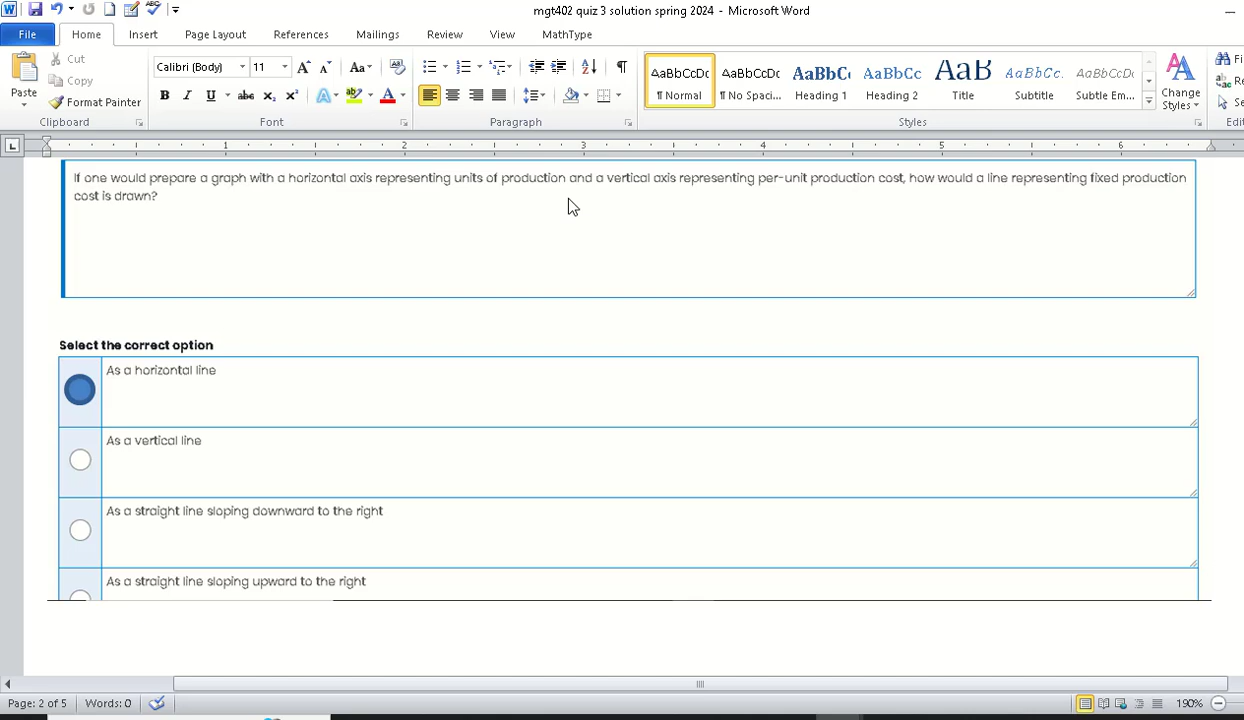 mgt402 quiz 3 solution spring 2024 - Microsoft Word
File Home Insert Page Layout References Mailings Review View MathType
Cut
Copy
Format Painter
Paste
Clipboard
Calibri (Body) 11
Font
Paragraph
AaBbCcDc AaBbCcDc AaBbC AaBbCc AaB AaBbCc. AaBbCcDc
¶ Normal ¶ No Spaci... Heading 1 Heading 2 Title Subtitle Subtle Em...
Change Styles
Styles
If one would prepare a graph with a horizontal axis representing units of production and a vertical axis representing per-unit production cost, how would a line representing fixed production
cost is drawn?
Select the correct option
As a horizontal line
As a vertical line
As a straight line sloping downward to the right
As a straight line sloping upward to the right
Page: 2 of 5 Words: 0 190%